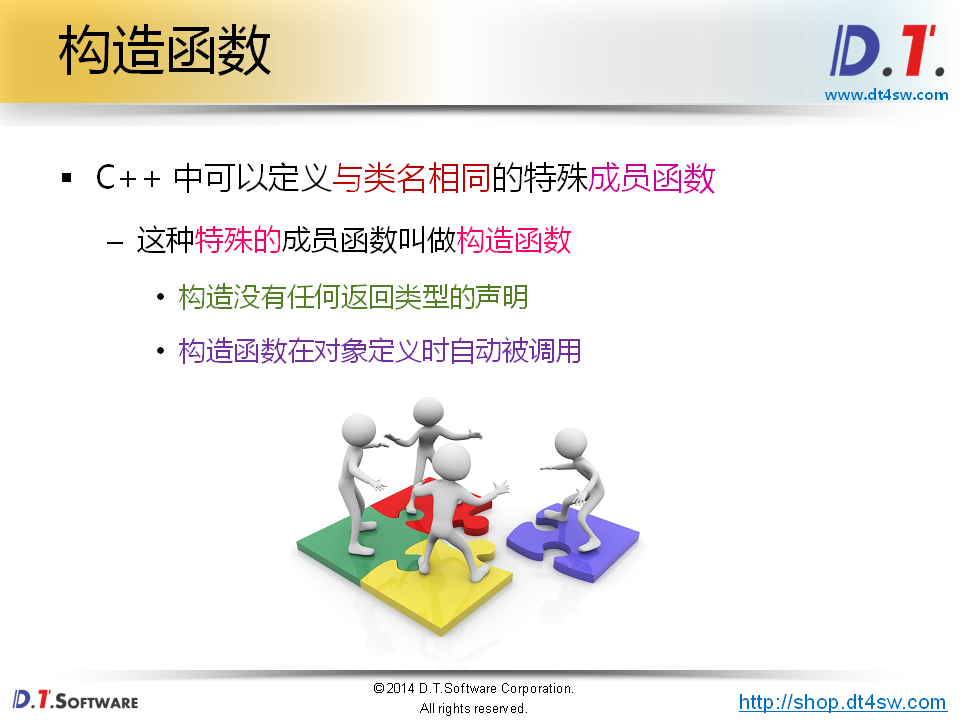 构造函数
D.T.
www.dt4sw.com
C++ 中可以定义与类名相同的特殊成员函数
– 这种特殊的成员函数叫做构造函数
• 构造没有任何返回类型的声明
• 构造函数在对象定义时自动被调用
D.T.SOFTWARE
©2014 D.T.Software Corporation.
All rights reserved.
http://shop.dt4sw.com